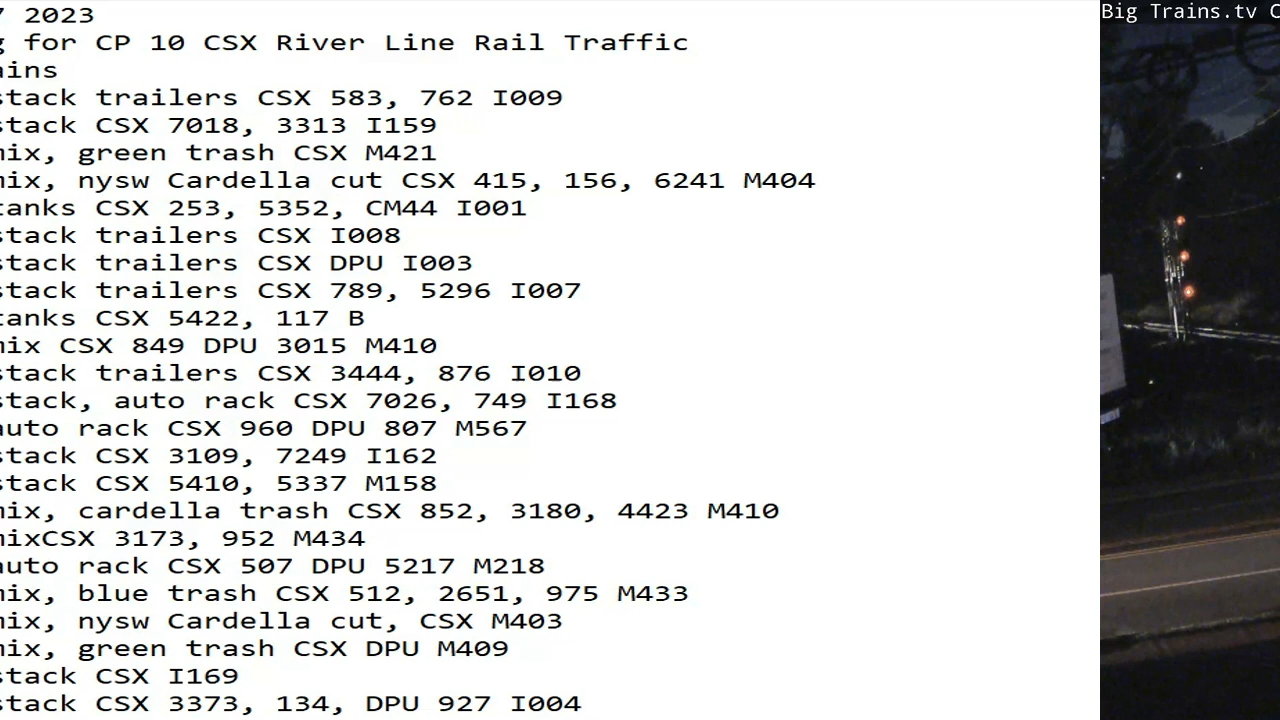 7 2023
g for CP 10 CSX River Line Rail Traffic
ains
stack trailers CSX 583, 762 I009
stack CSX 7018, 3313 I159
mix, green trash CSX M421
mix, nysw Cardella cut CSX 415, 156, 6241 M404
tanks CSX 253, 5352, CM44 I001
stack trailers CSX I008
stack trailers CSX DPU I003
stack trailers CSX 789, 5296 I007
tanks CSX 5422, 117 B
mix CSX 849 DPU 3015 M410
stack trailers CSX 3444, 876 I010
stack, auto rack CSX 7026, 749 I168
auto rack CSX 960 DPU 807 M567
stack CSX 3109, 7249 I162
stack CSX 5410, 5337 M158
mix, cardella trash CSX 852, 3180, 4423 M410
mixCSX 3173, 952 M434
auto rack CSX 507 DPU 5217 M218
mix, blue trash CSX 512, 2651, 975 M433
mix, nysw Cardella cut, CSX M403
mix, green trash CSX DPU M409
stack CSX I169
stack CSX 3373, 134, DPU 927 I004
Big Trains.tv C